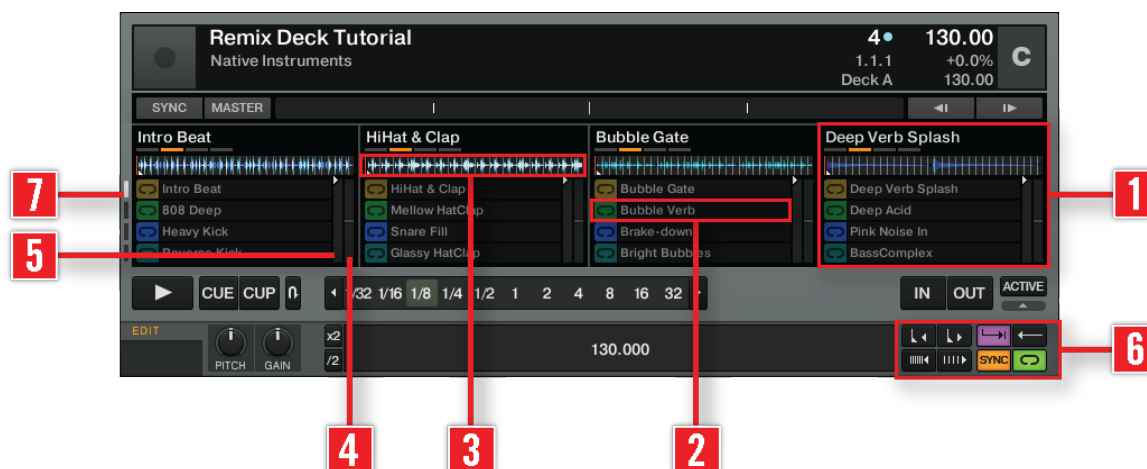 Remix Deck Tutorial
Native Instruments
4
130.00
C
1.1.1
+0.0%
Deck A
130.00
SYNC
MASTER
Intro Beat
HiHat & Clap
Bubble Gate
Deep Verb Splash
Intro Beat
HiHat & Clap
Bubble Gate
Deep Verb Splash
808 Deep
Mellow HatClap
Bubble Verb
Deep Acid
Heavy Kick
Snare Fill
Brake-down
Pink Noise In
Reverse Kick
Glassy HatClap
Bright Bubbles
BassComplex
CUE CUP
1/32 1/16 1/8 1/4 1/2 1 2 4 8 16 32
IN
OUT
ACTIVE
EDIT
PITCH
GAIN
x2
/2
130.000
SYNC
7
5
1
6
4
3
2